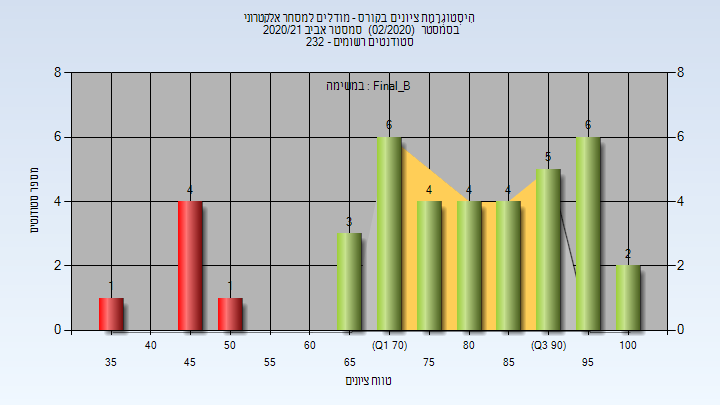 היסטוגרמת ציונים בקורס - מודלים למסחר אלקטרוני
בסמסטר (02/2020) סמסטר אביב 2020/21
סטודנטים רשומים - 232
במשימה : Final_B
מספר סטודנטים
8 8
6 6
4 4
2 2
0 0
1 4 1 3 6 4 4 4 5 6 2
40 50 60 (Q1 70) 80 (Q3 90) 100
35 45 55 65 75 85 95
טווח ציונים